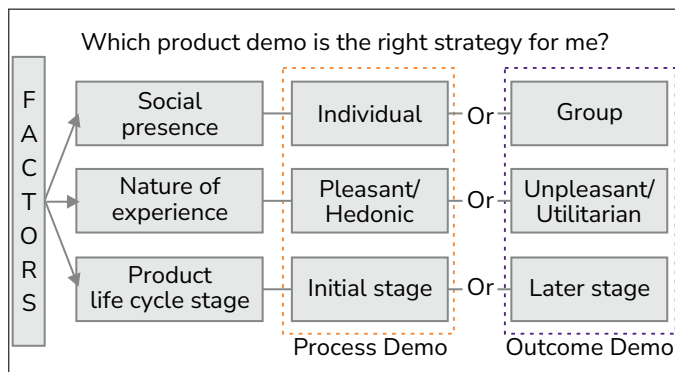 Which product demo is the right strategy for me?
FACTORS
Social
presence
Individual
Or
Group
Nature of
experience
Pleasant/
Hedonic
Or
Unpleasant/
Utilitarian
Product
life cycle stage
Initial stage
Or
Later stage
Process Demo
Outcome Demo